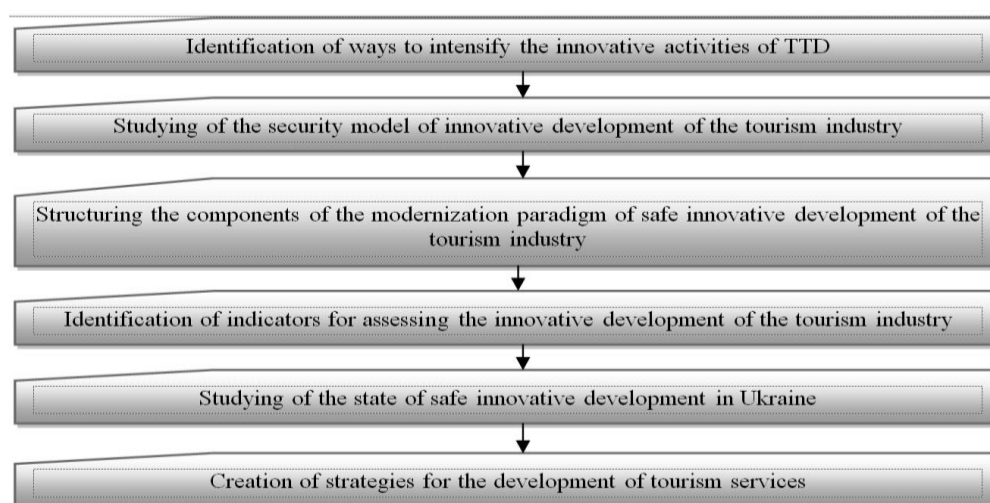 Identification of ways to intensify the innovative activities of TTD
Studying of the security model of innovative development of the tourism industry
Structuring the components of the modernization paradigm of safe innovative development of the
tourism industry
Identification of indicators for assessing the innovative development of the tourism industry
Studying of the state of safe innovative development in Ukraine
Creation of strategies for the development of tourism services